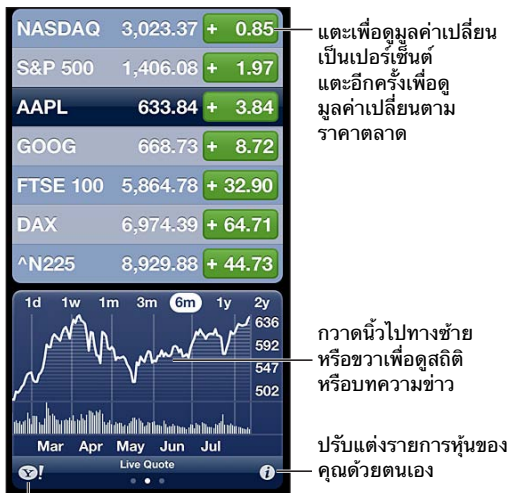 NASDAQ 3,023.37 + 0.85
S&P 500 1,406.08 + 1.97
AAPL 633.84 + 3.84
GOOG 668.73 + 8.72
FTSE 100 5,864.78 + 32.90
DAX 6,974.39 + 64.71
^N225 8,929.88 + 44.73
แตะเพื่อดูมูลค่าเปลี่ยน
เป็นเปอร์เซ็นต์
แตะอีกครั้งเพื่อดู
มูลค่าเปลี่ยนตาม
ราคาตลาด
1d 1w 1m 3m 6m 1y 2y
636
592
547
502
Mar Apr May Jun Jul
Y! Live Quote i
กวาดนิ้วไปทางซ้าย
หรือขวาเพื่อดูสถิติ
หรือบทความข่าว
ปรับแต่งรายการหุ้นของ
คุณด้วยตนเอง